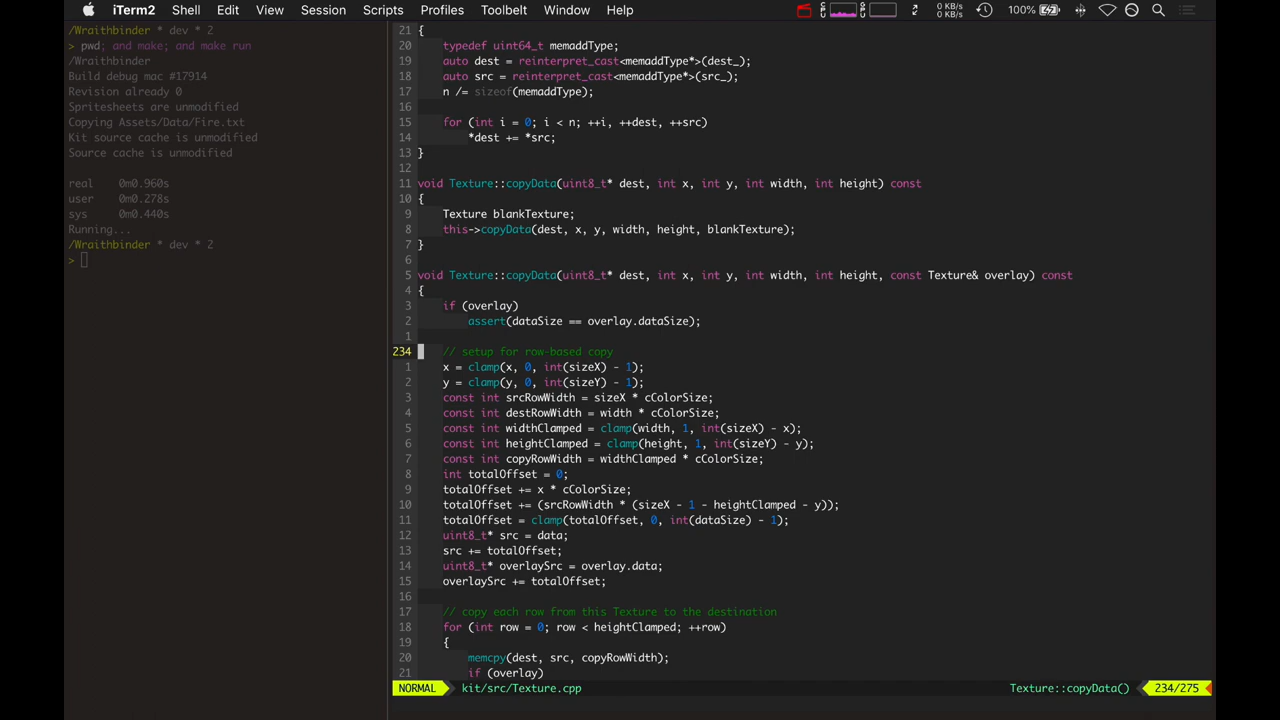 iTerm2 Shell Edit View Session Scripts Profiles Toolbelt Window Help 0 KB/s 0 KB/s 100%
/Wraithbinder * dev * 2
> pwd; and make; and make run
/Wraithbinder
Build debug mac #17914
Revision already 0
Spritesheets are unmodified
Copying Assets/Data/Fire.txt
Kit source cache is unmodified
Source cache is unmodified
real 0m0.960s
user 0m0.278s
sys 0m0.440s
Running...
/Wraithbinder * dev * 2
>
21 {
20 typedef uint64_t memaddType;
19 auto dest = reinterpret_cast<memaddType*>(dest_);
18 auto src = reinterpret_cast<memaddType*>(src_);
17 n /= sizeof(memaddType);
16
15 for (int i = 0; i < n; ++i, ++dest, ++src)
14 *dest += *src;
13 }
12
11 void Texture::copyData(uint8_t* dest, int x, int y, int width, int height) const
10 {
9 Texture blankTexture;
8 this->copyData(dest, x, y, width, height, blankTexture);
7 }
6
5 void Texture::copyData(uint8_t* dest, int x, int y, int width, int height, const Texture& overlay) const
4 {
3 if (overlay)
2 assert(dataSize == overlay.dataSize);
1
234 // setup for row-based copy
1 x = clamp(x, 0, int(sizeX) - 1);
2 y = clamp(y, 0, int(sizeY) - 1);
3 const int srcRowWidth = sizeX * cColorSize;
4 const int destRowWidth = width * cColorSize;
5 const int widthClamped = clamp(width, 1, int(sizeX) - x);
6 const int heightClamped = clamp(height, 1, int(sizeY) - y);
7 const int copyRowWidth = widthClamped * cColorSize;
8 int totalOffset = 0;
9 totalOffset += x * cColorSize;
10 totalOffset += (srcRowWidth * (sizeX - 1 - heightClamped - y));
11 totalOffset = clamp(totalOffset, 0, int(dataSize) - 1);
12 uint8_t* src = data;
13 src += totalOffset;
14 uint8_t* overlaySrc = overlay.data;
15 overlaySrc += totalOffset;
16
17 // copy each row from this Texture to the destination
18 for (int row = 0; row < heightClamped; ++row)
19 {
20 memcpy(dest, src, copyRowWidth);
21 if (overlay)
NORMAL kit/src/Texture.cpp Texture::copyData() 234/275